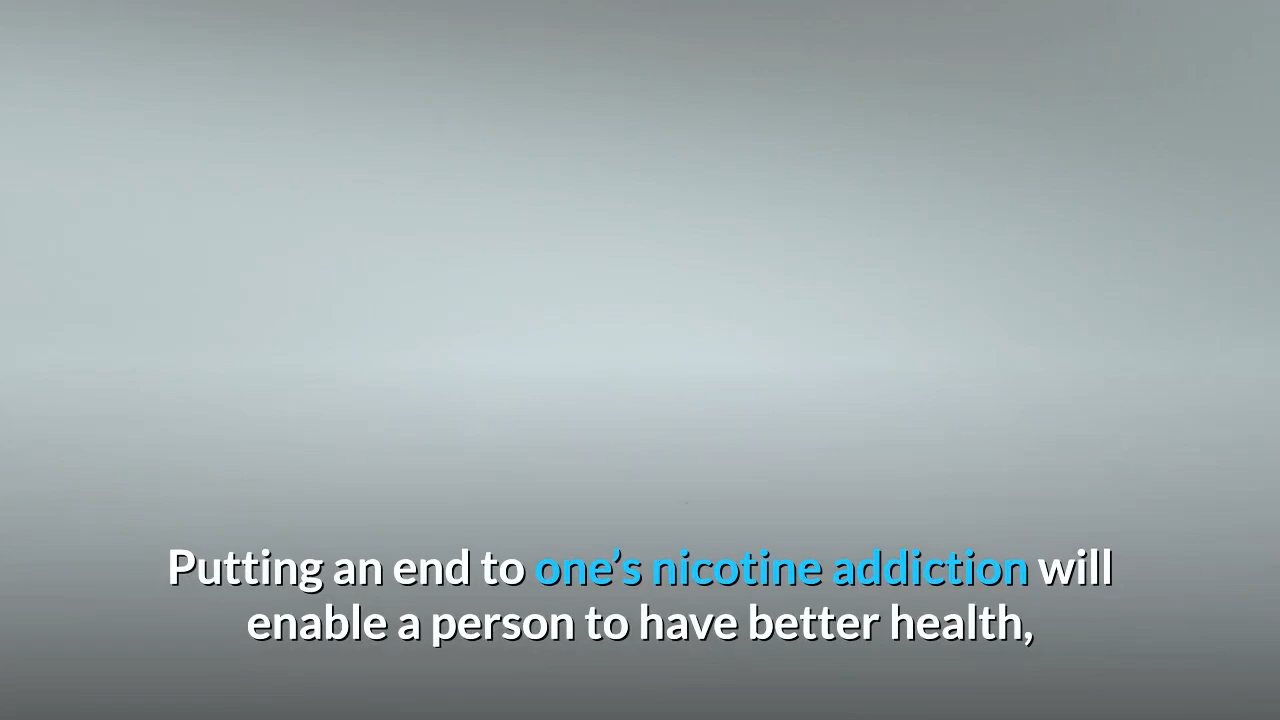 Putting an end to one’s nicotine addiction will
enable a person to have better health,